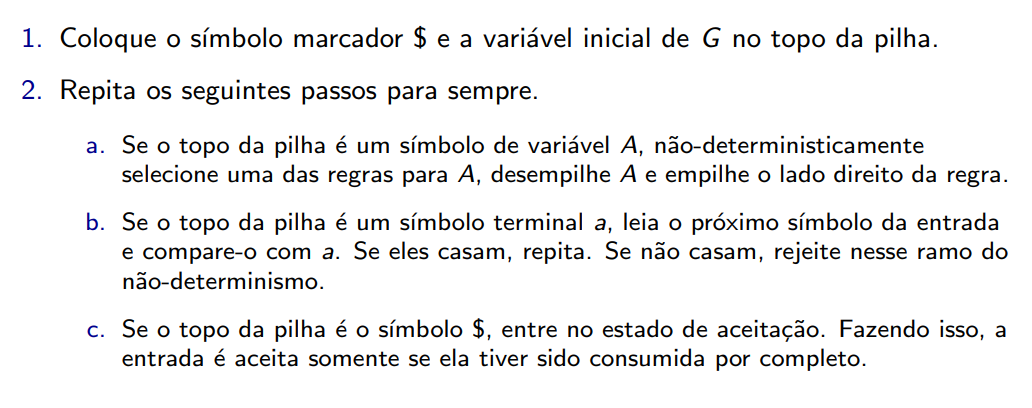 1. Coloque o símbolo marcador $ e a variável inicial de G no topo da pilha.
2. Repita os seguintes passos para sempre.
a. Se o topo da pilha é um símbolo de variável A, não-deterministicamente
selecione uma das regras para A, desempilhe A e empilhe o lado direito da regra.
b. Se o topo da pilha é um símbolo terminal a, leia o próximo símbolo da entrada
e compare-o com a. Se eles casam, repita. Se não casam, rejeite nesse ramo do
não-determinismo.
c. Se o topo da pilha é o símbolo $, entre no estado de aceitação. Fazendo isso, a
entrada é aceita somente se ela tiver sido consumida por completo.